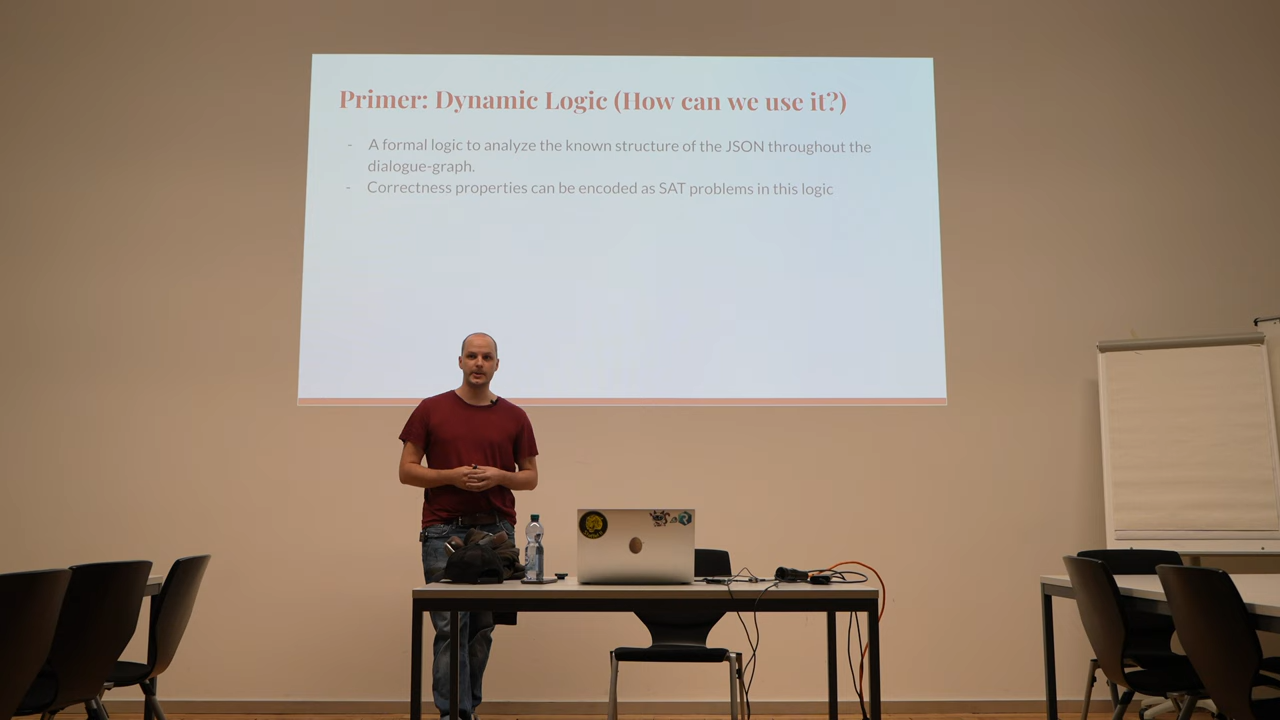 Primer: Dynamic Logic (How can we use it?)
- A formal logic to analyze the known structure of the JSON throughout the
dialogue-graph.
- Correctness properties can be encoded as SAT problems in this logic